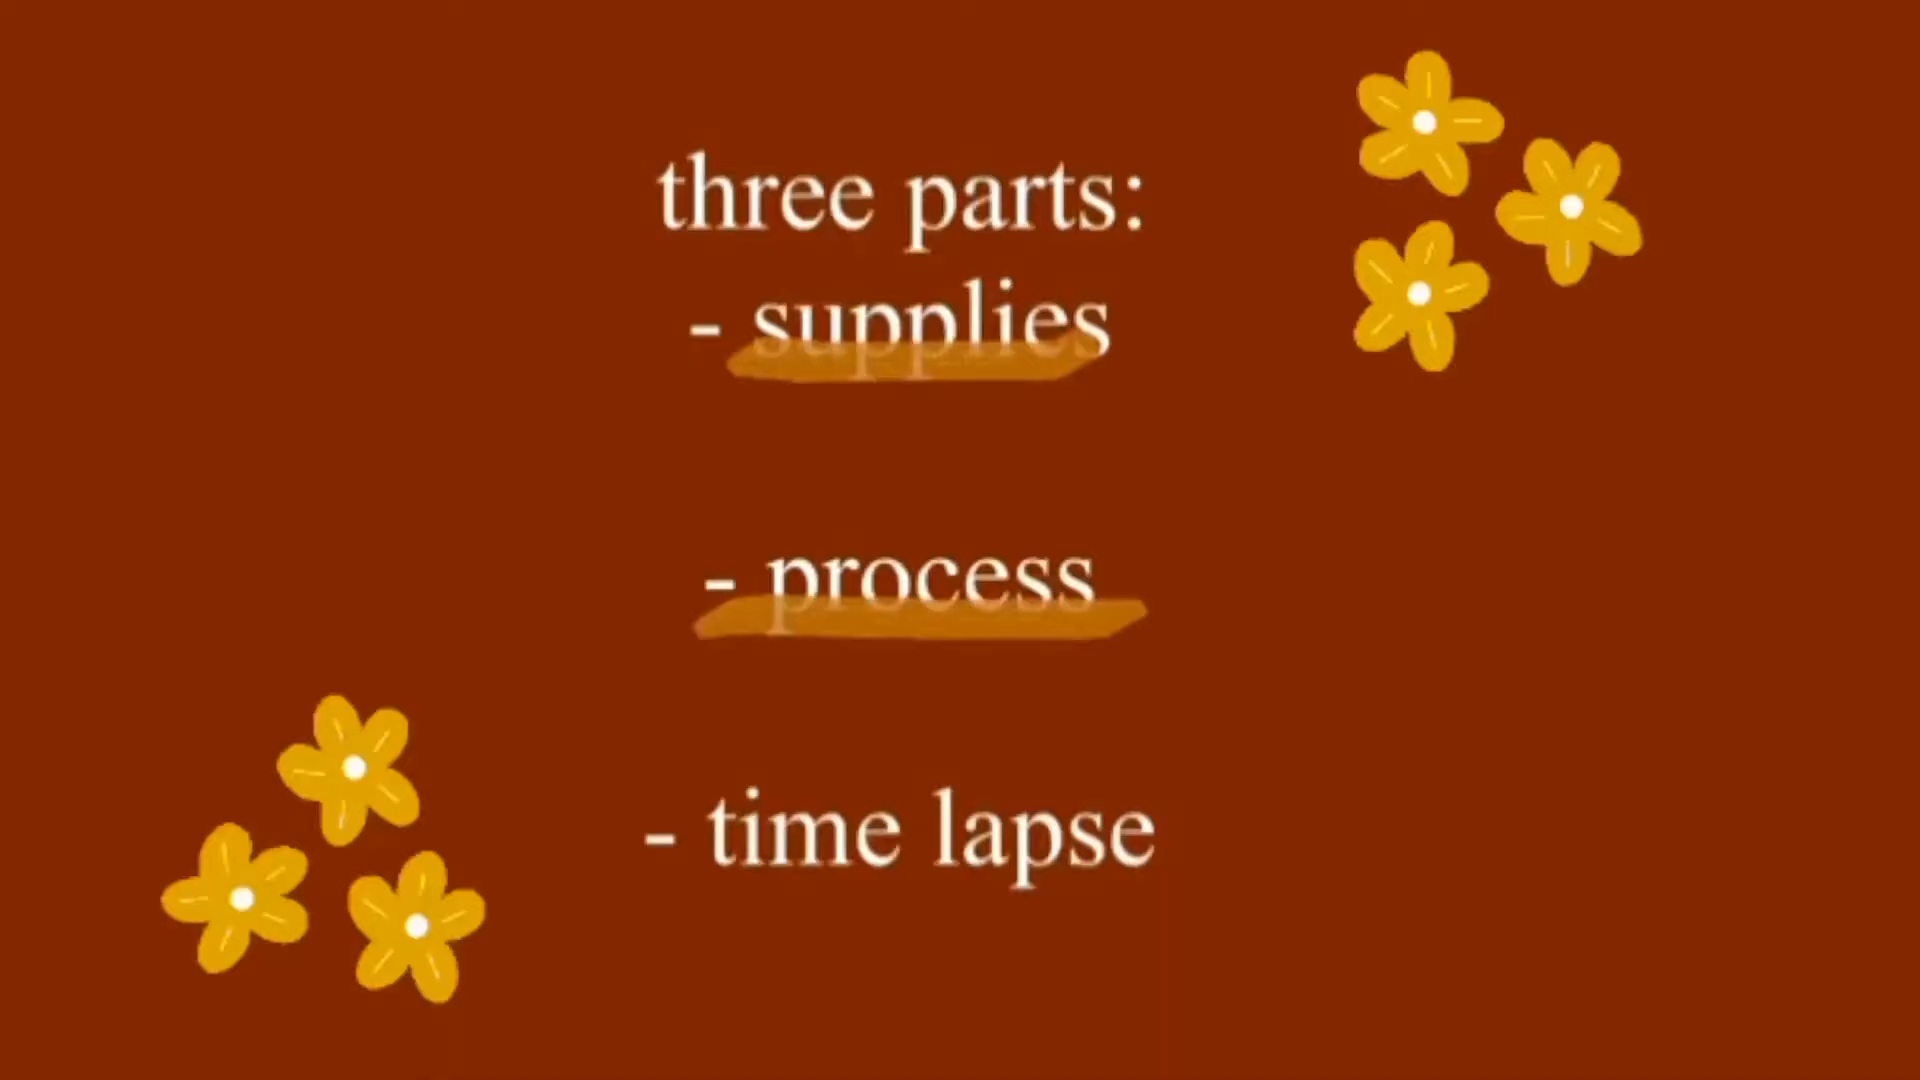 three parts:
- supplies
- process
- time lapse